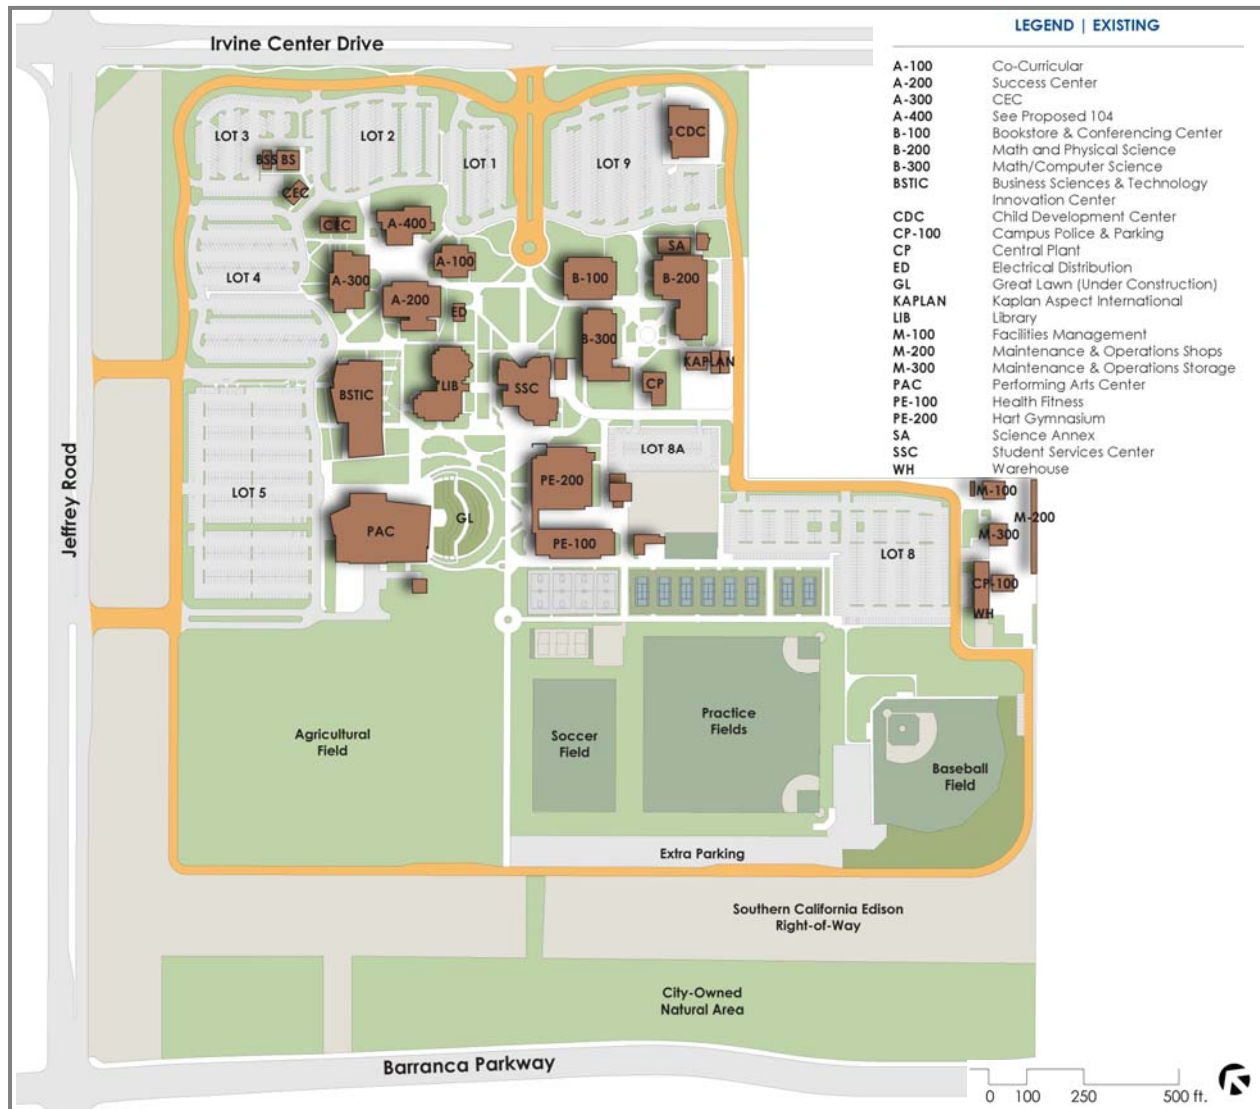 Irvine Center Drive
LEGEND | EXISTING
A-100 Co-Curricular
A-200 Success Center
A-300 CEC
A-400 See Proposed 104
B-100 Bookstore & Conferencing Center
B-200 Math and Physical Science
B-300 Math/Computer Science
BSTIC Business Sciences & Technology
Innovation Center
CDC Child Development Center
CP-100 Campus Police & Parking
CP Central Plant
ED Electrical Distribution
GL Great Lawn (Under Construction)
KAPLAN Kaplan Aspect International
LIB Library
M-100 Facilities Management
M-200 Maintenance & Operations Shops
M-300 Maintenance & Operations Storage
PAC Performing Arts Center
PE-100 Health Fitness
PE-200 Hart Gymnasium
SA Science Annex
SSC Student Services Center
WH Warehouse
LOT 3
LOT 2
LOT 1
LOT 9
CDC
BSS
BS
CEC
CEC
A-400
A-100
A-300
A-200
ED
B-100
SA
B-200
LOT 4
B-300
KAPLAN
CP
BSTIC
LIB
SSC
LOT 8A
LOT 5
PAC
GL
PE-200
PE-100
LOT 8
M-100
M-200
M-300
CP-100
WH
Jeffrey Road
Agricultural
Field
Soccer
Field
Practice
Fields
Baseball
Field
Extra Parking
Southern California Edison
Right-of-Way
City-Owned
Natural Area
Barranca Parkway
0 100 250 500 ft.